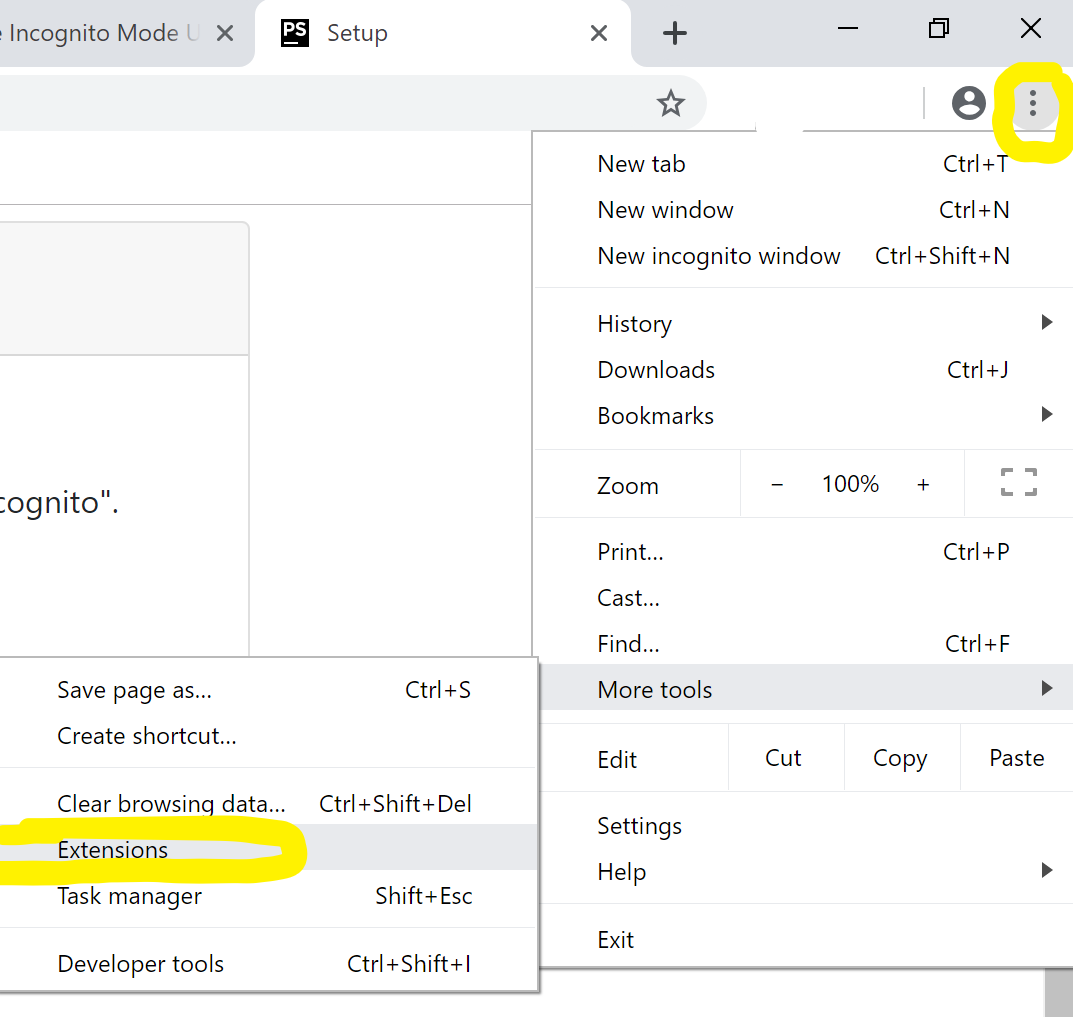 e Incognito Mode U
PS Setup
New tab Ctrl+T
New window Ctrl+N
New incognito window Ctrl+Shift+N
History
Downloads Ctrl+J
Bookmarks
Zoom − 100% +
cognito".
Print... Ctrl+P
Cast...
Find... Ctrl+F
More tools
Edit Cut Copy Paste
Settings
Help
Exit
Save page as... Ctrl+S
Create shortcut...
Clear browsing data... Ctrl+Shift+Del
Extensions
Task manager Shift+Esc
Developer tools Ctrl+Shift+I